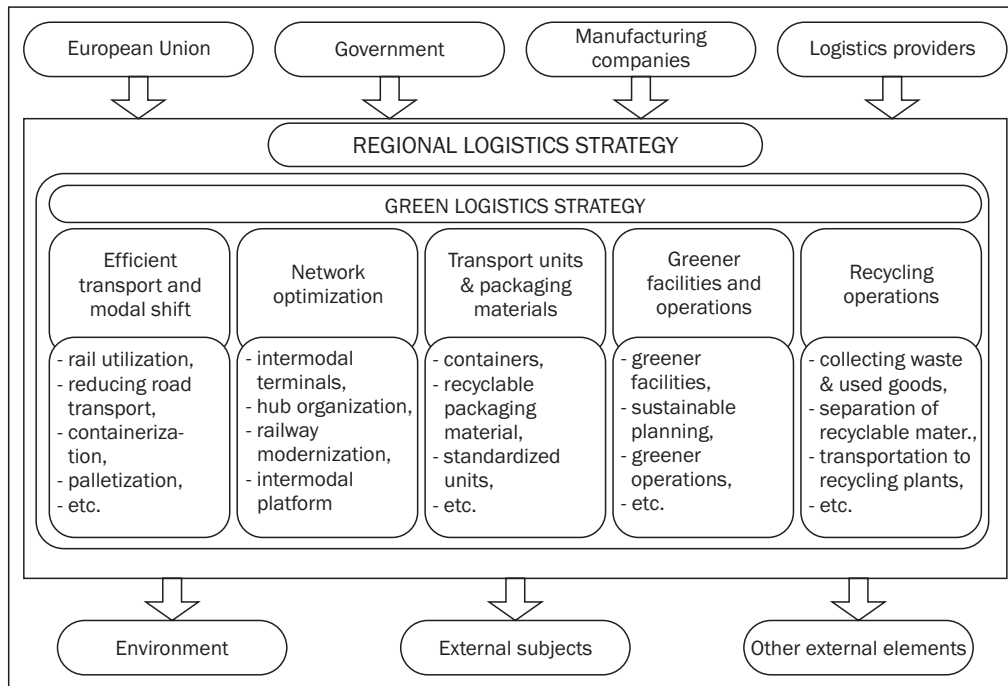 European Union
Government
Manufacturing
companies
Logistics providers
REGIONAL LOGISTICS STRATEGY
GREEN LOGISTICS STRATEGY
Efficient
transport and
modal shift
Network
optimization
Transport units
& packaging
materials
Greener
facilities and
operations
Recycling
operations
- rail utilization,
- reducing road
transport,
- containeriza-
tion,
- palletization,
- etc.
- intermodal
terminals,
- hub organization,
- railway
modernization,
- intermodal
platform
- containers,
- recyclable
packaging
material,
- standardized
units,
- etc.
- greener
facilities,
- sustainable
planning,
- greener
operations,
- etc.
- collecting waste
& used goods,
- separation of
recyclable mater.,
- transportation to
recycling plants,
- etc.
Environment
External subjects
Other external elements